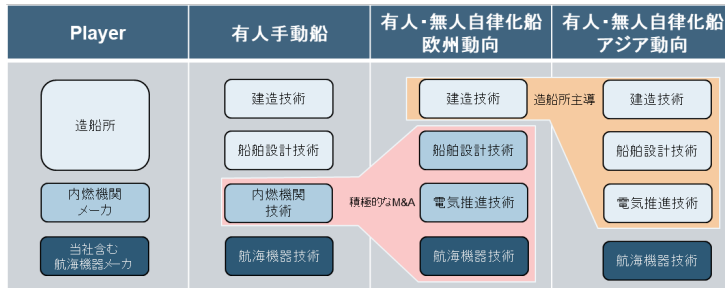 Player
有人手動船
有人・無人自律化船
欧州動向
有人・無人自律化船
アジア動向
造船所
建造技術
建造技術
造船所主導
建造技術
船舶設計技術
船舶設計技術
船舶設計技術
内燃機関
メーカ
内燃機関
技術
積極的なM&A
電気推進技術
電気推進技術
当社含む
航海機器メーカ
航海機器技術
航海機器技術
航海機器技術